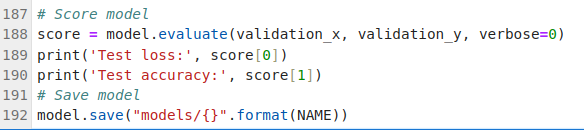 187 # Score model
188 score = model.evaluate(validation_x, validation_y, verbose=0)
189 print('Test loss:', score[0])
190 print('Test accuracy:', score[1])
191 # Save model
192 model.save("models/{}".format(NAME))